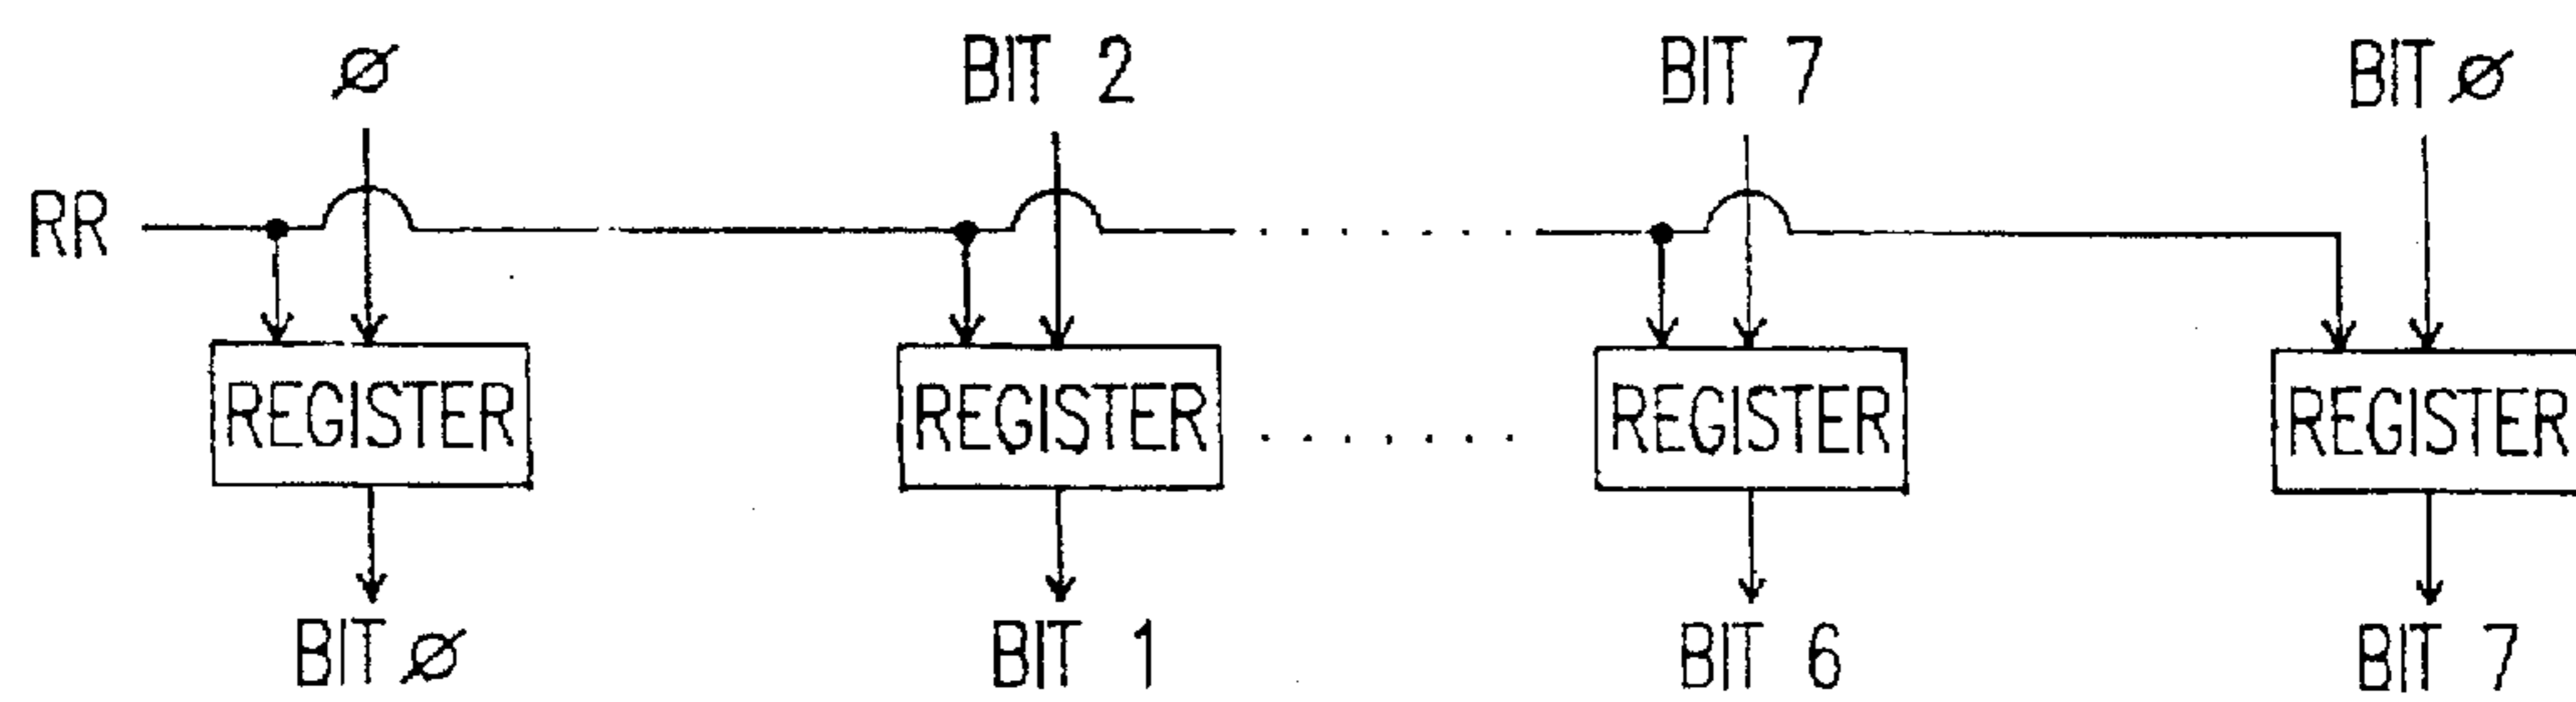 Ø BIT 2 BIT 7 BIT Ø
RR
REGISTER REGISTER REGISTER REGISTER
BIT Ø BIT 1 BIT 6 BIT 7